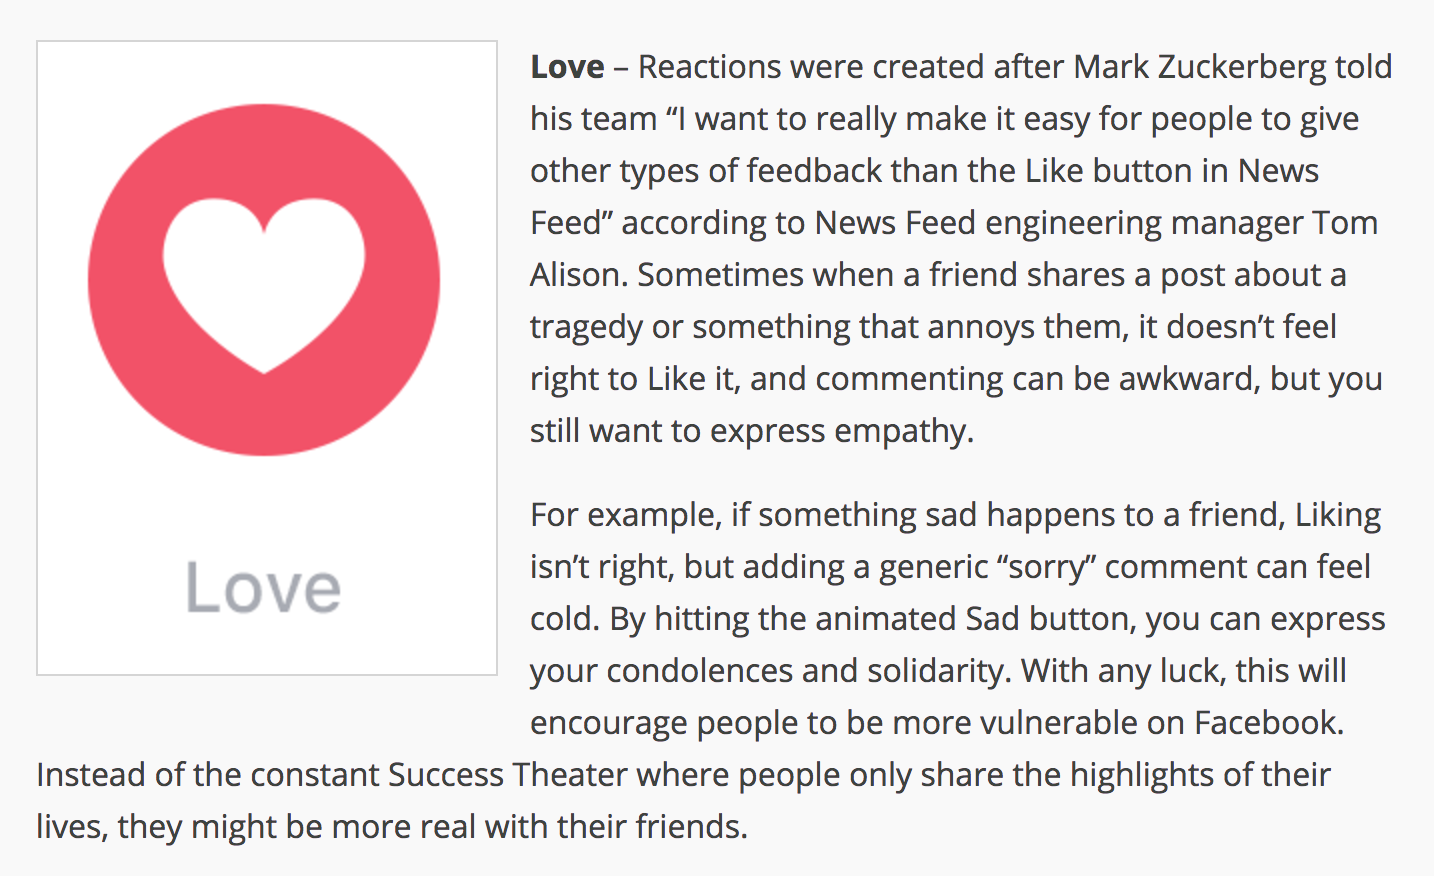 Love
Love – Reactions were created after Mark Zuckerberg told
his team “I want to really make it easy for people to give
other types of feedback than the Like button in News
Feed” according to News Feed engineering manager Tom
Alison. Sometimes when a friend shares a post about a
tragedy or something that annoys them, it doesn’t feel
right to Like it, and commenting can be awkward, but you
still want to express empathy.
For example, if something sad happens to a friend, Liking
isn’t right, but adding a generic “sorry” comment can feel
cold. By hitting the animated Sad button, you can express
your condolences and solidarity. With any luck, this will
encourage people to be more vulnerable on Facebook.
Instead of the constant Success Theater where people only share the highlights of their
lives, they might be more real with their friends.